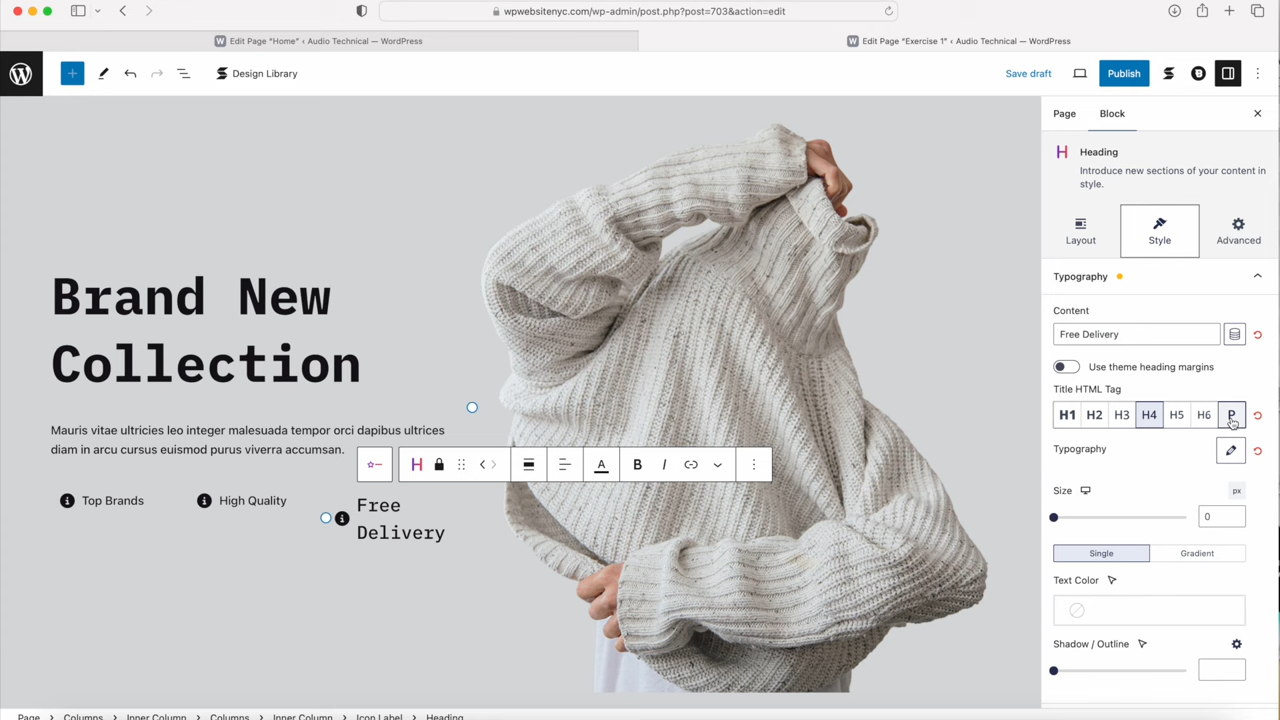 wpwebsitenyc.com/wp-admin/post.php?post=703&action=edit
Edit Page “Home” ‹ Audio Technical — WordPress
Edit Page “Exercise 1” ‹ Audio Technical — WordPress
Design Library
Save draft
Publish
Page
Block
Heading
Introduce new sections of your content in
style.
Layout
Style
Advanced
Typography
Content
Free Delivery
Use theme heading margins
Title HTML Tag
H1 H2 H3 H4 H5 H6 P
Typography
Size
px
0
Single
Gradient
Text Color
Shadow / Outline
Brand New
Collection
Mauris vitae ultricies leo integer malesuada tempor orci dapibus ultrices
diam in arcu cursus euismod purus viverra accumsan.
H A B I
Top Brands
High Quality
Free
Delivery
Page > Columns > Inner Column > Columns > Inner Column > Icon Label > Heading